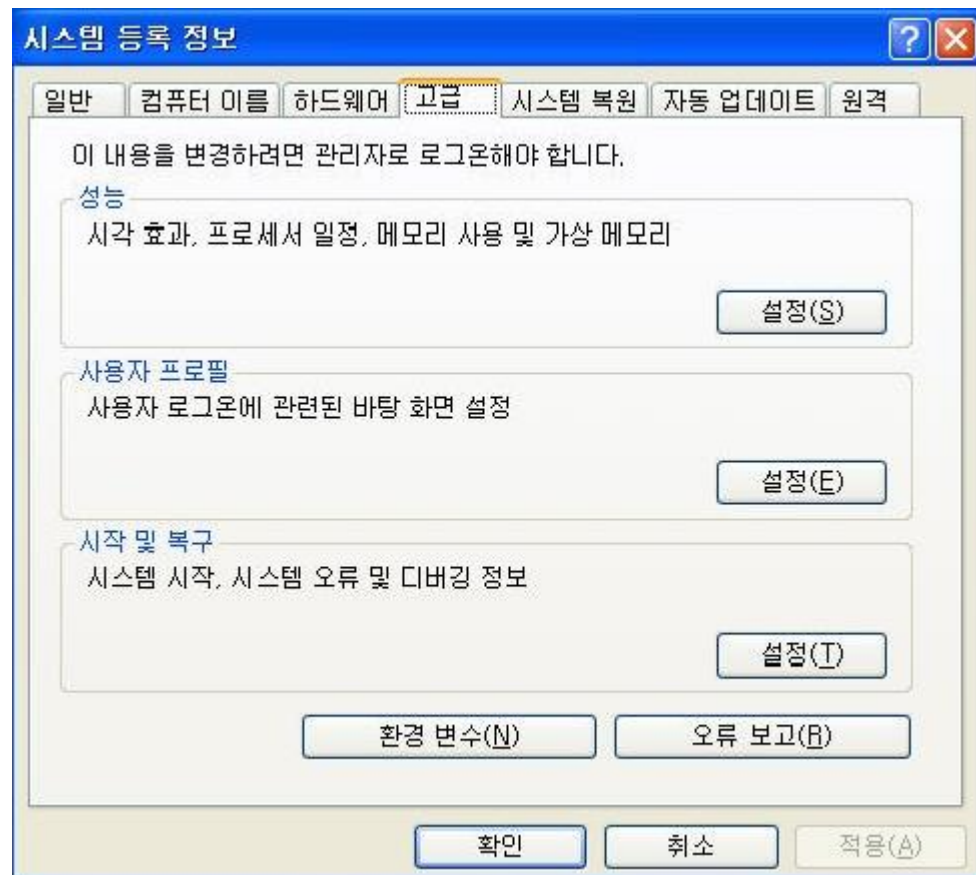 시스템 등록 정보
일반 컴퓨터 이름 하드웨어 고급 시스템 복원 자동 업데이트 원격
이 내용을 변경하려면 관리자로 로그온해야 합니다.
성능
시각 효과, 프로세서 일정, 메모리 사용 및 가상 메모리
설정(S)
사용자 프로필
사용자 로그온에 관련된 바탕 화면 설정
설정(E)
시작 및 복구
시스템 시작, 시스템 오류 및 디버깅 정보
설정(T)
환경 변수(N) 오류 보고(R)
확인 취소 적용(A)